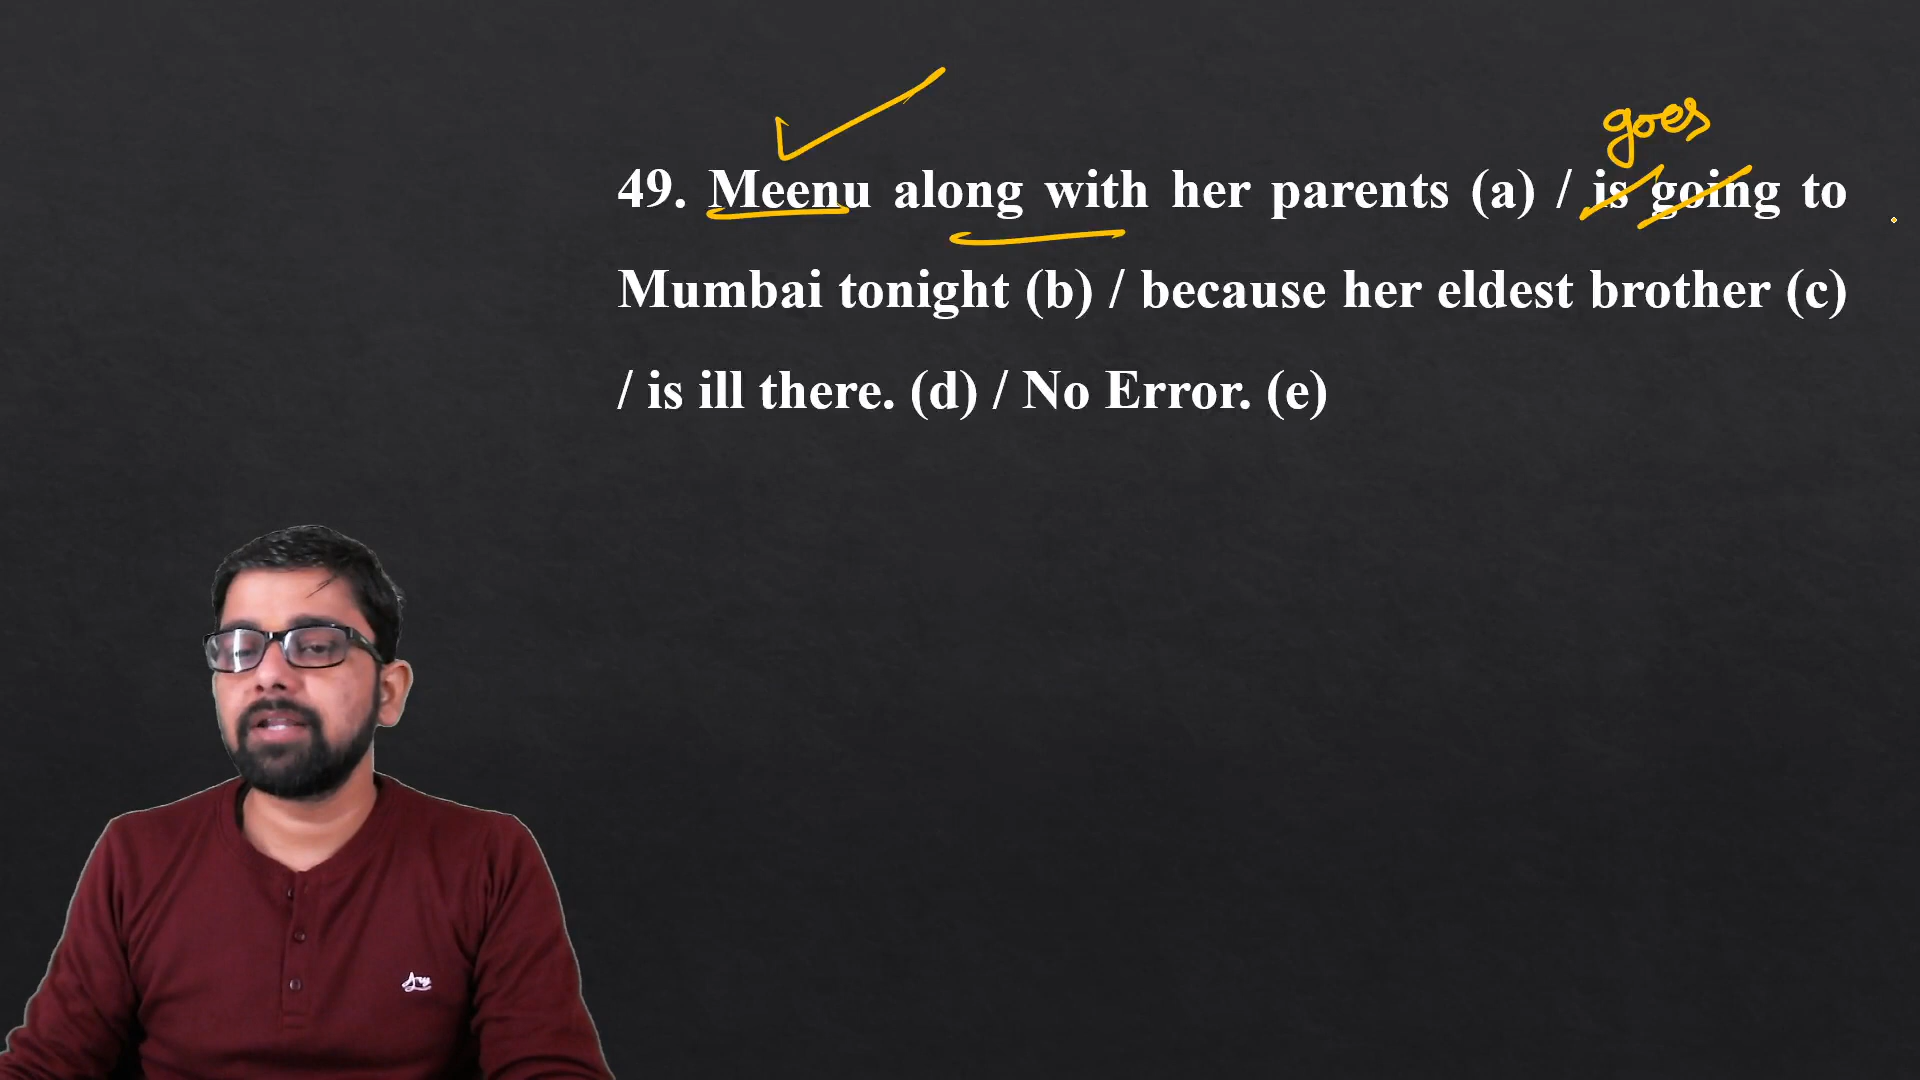 goes
49. Meenu along with her parents (a) / is going to
Mumbai tonight (b) / because her eldest brother (c)
/ is ill there. (d) / No Error. (e)